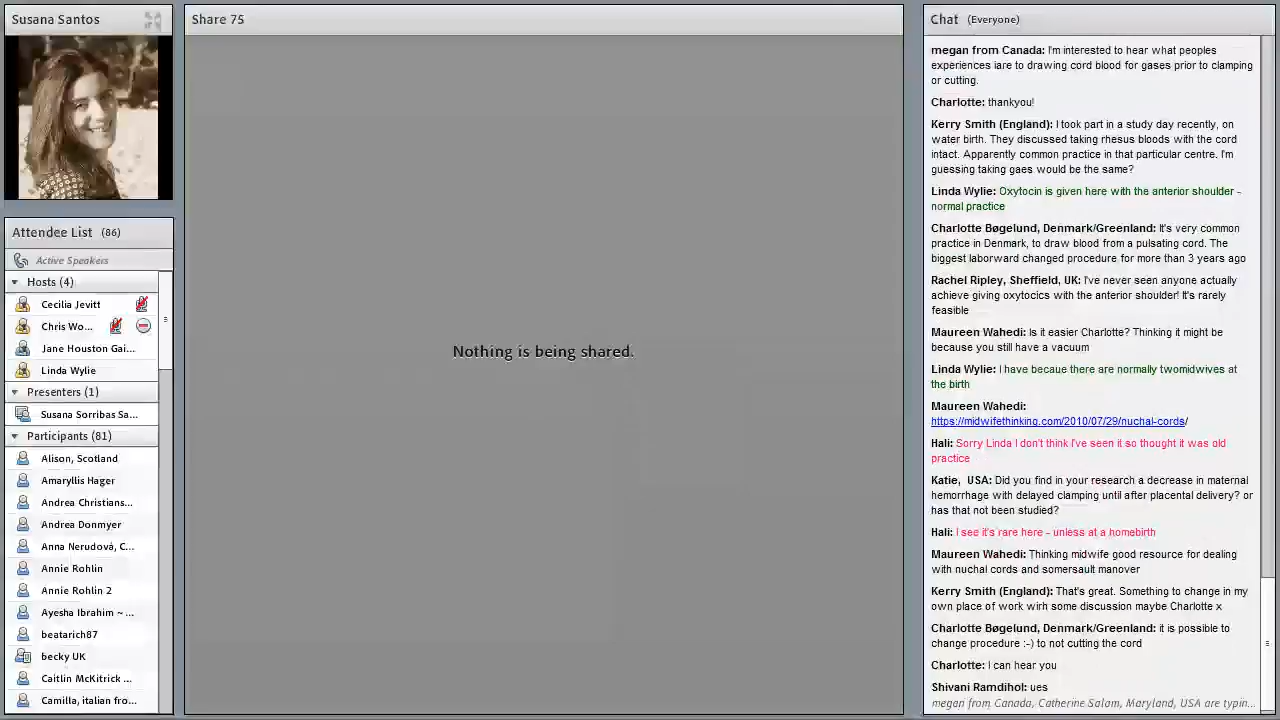 Susana Santos
Attendee List (86)
Active Speakers
Hosts (4)
Cecilia Jevitt
Chris Wo...
Jane Houston Gai...
Linda Wylie
Presenters (1)
Susana Sorribas Sa...
Participants (81)
Alison, Scotland
Amaryllis Hager
Andrea Christians...
Andrea Donmyer
Anna Nerudová, C...
Annie Rohlin
Annie Rohlin 2
Ayesha Ibrahim ~ ...
beatarich87
becky UK
Caitlin McKitrick ...
Camilla, italian fro...
Share 75
Nothing is being shared.
Chat (Everyone)
megan from Canada: I'm interested to hear what peoples
experiences iare to drawing cord blood for gases prior to clamping
or cutting.
Charlotte: thankyou!
Kerry Smith (England): I took part in a study day recently, on
water birth. They discussed taking rhesus bloods with the cord
intact. Apparently common practice in that particular centre. I'm
guessing taking gaes would be the same?
Linda Wylie: Oxytocin is given here with the anterior shoulder -
normal practice
Charlotte Bøgelund, Denmark/Greenland: It's very common
practice in Denmark, to draw blood from a pulsating cord. The
biggest laborward changed procedure for more than 3 years ago
Rachel Ripley, Sheffield, UK: I've never seen anyone actually
achieve giving oxytocics with the anterior shoulder! It's rarely
feasible
Maureen Wahedi: Is it easier Charlotte? Thinking it might be
because you still have a vacuum
Linda Wylie: I have becaue there are normally twomidwives at
the birth
Maureen Wahedi:
https://midwifethinking.com/2010/07/29/nuchal-cords/
Hali: Sorry Linda I don't think I've seen it so thought it was old
practice
Katie, USA: Did you find in your research a decrease in maternal
hemorrhage with delayed clamping until after placental delivery? or
has that not been studied?
Hali: I see it's rare here - unless at a homebirth
Maureen Wahedi: Thinking midwife good resource for dealing
with nuchal cords and somersault manover
Kerry Smith (England): That's great. Something to change in my
own place of work wirh some discussion maybe Charlotte x
Charlotte Bøgelund, Denmark/Greenland: it is possible to
change procedure :-) to not cutting the cord
Charlotte: I can hear you
Shivani Ramdihol: ues
megan from Canada, Catherine Salam, Maryland, USA are typin...